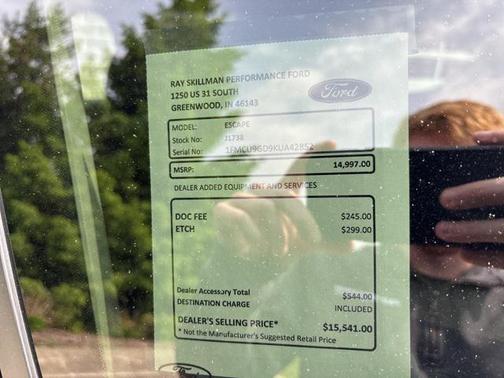 RAY SKILLMAN PERFORMANCE FORD
1250 US 31 SOUTH
GREENWOOD, IN 46143
Ford
MODEL: ESCAPE
Stock No: J1738
Serial No: 1FMCU9GD9KUA42852
MSRP: 14,997.00
DEALER ADDED EQUIPMENT AND SERVICES
DOC FEE $245.00
ETCH $299.00
Dealer Accessory Total $544.00
DESTINATION CHARGE INCLUDED
DEALER'S SELLING PRICE* $15,541.00
* Not the Manufacturer's Suggested Retail Price